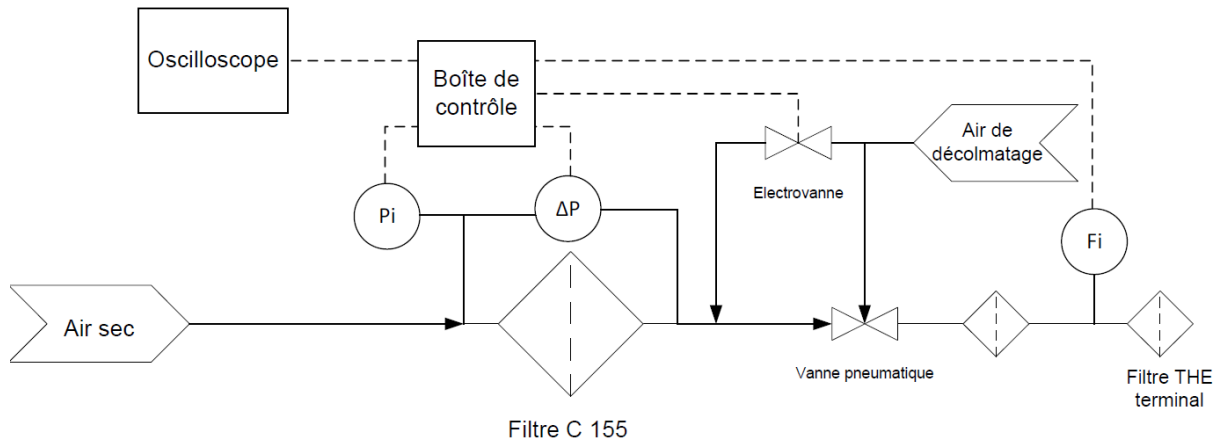 Oscilloscope
Boîte de
contrôle
Air de
décolmatage
Electrovanne
Pi
ΔP
Fi
Air sec
Vanne pneumatique
Filtre THE
terminal
Filtre C 155